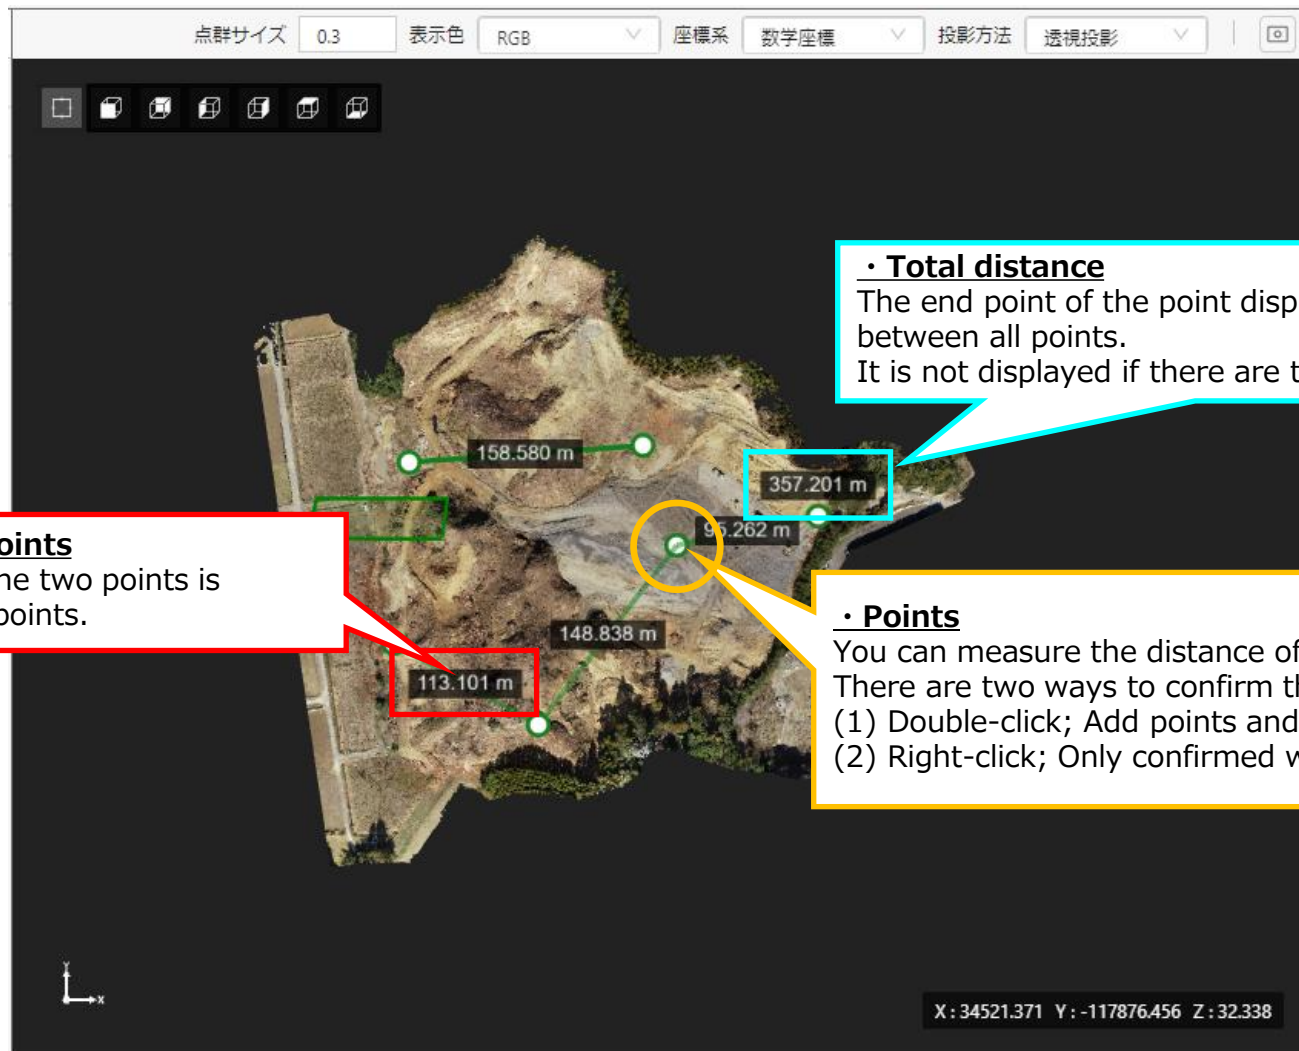 点群サイズ 0.3 表示色 RGB 座標系 数学座標 投影方法 透視投影
・Total distance
The end point of the point disp
between all points.
It is not displayed if there are t
158.580 m
357.201 m
95.262 m
oints
he two points is
points.
148.838 m
113.101 m
・Points
You can measure the distance of
There are two ways to confirm th
(1) Double-click; Add points and
(2) Right-click; Only confirmed w
Y
X
X : 34521.371 Y : -117876.456 Z : 32.338